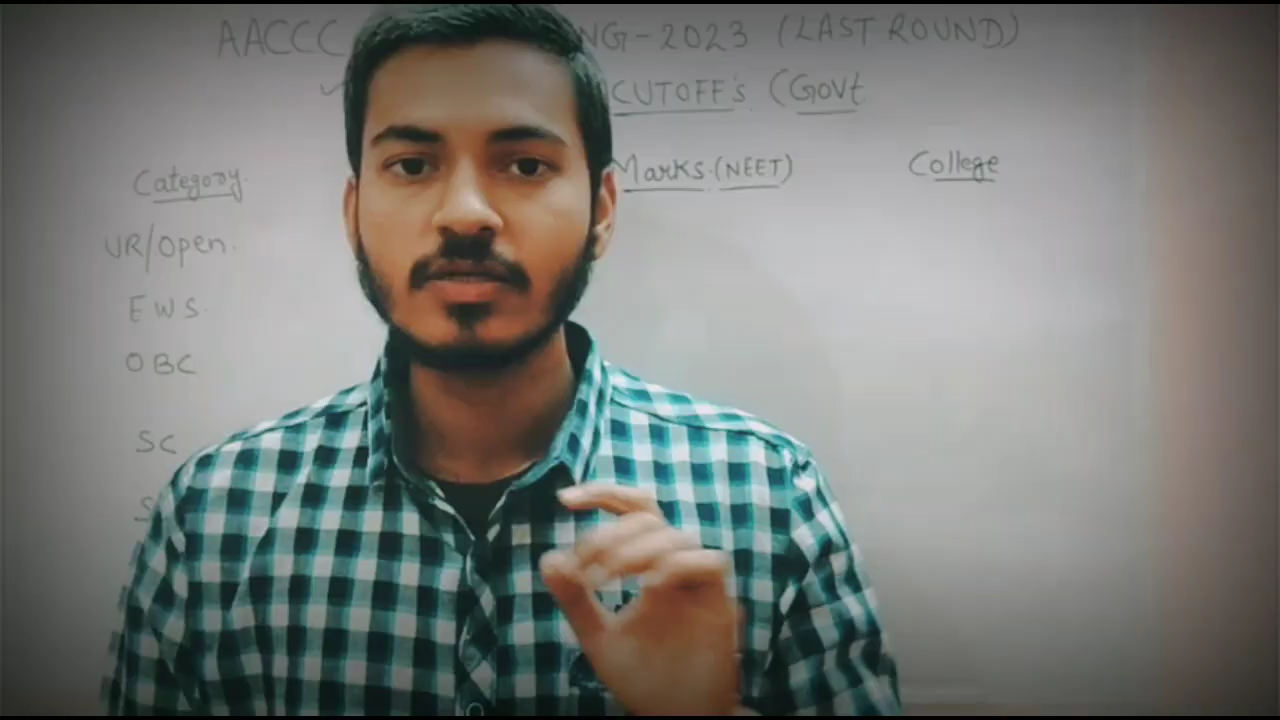 AACCC NG-2023 (LAST ROUND)
CUTOFF's (Govt
Category. Marks.(NEET) College
UR/Open.
EWS.
OBC
SC
S